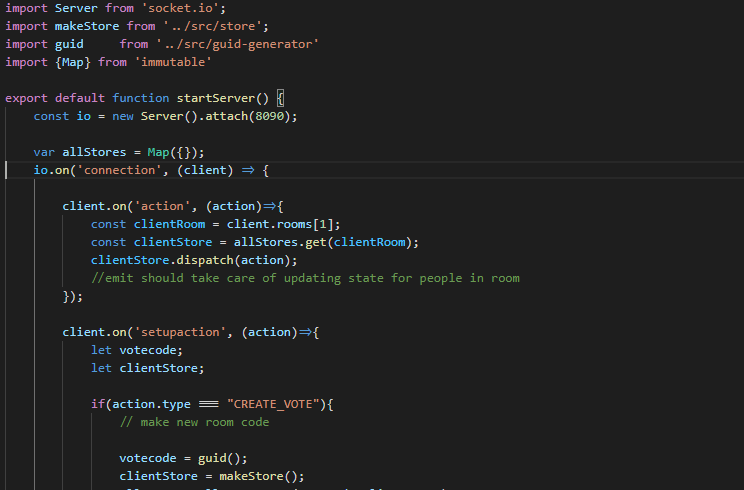 import Server from 'socket.io';
import makeStore from '../src/store';
import guid     from '../src/guid-generator'
import {Map} from 'immutable'
export default function startServer() {
const io = new Server().attach(8090);
var allStores = Map({});
io.on('connection', (client) => {
client.on('action', (action)=>{
const clientRoom = client.rooms[1];
const clientStore = allStores.get(clientRoom);
clientStore.dispatch(action);
//emit should take care of updating state for people in room
});
client.on('setupaction', (action)=>{
let votecode;
let clientStore;
if(action.type === "CREATE_VOTE"){
// make new room code
votecode = guid();
clientStore = makeStore();